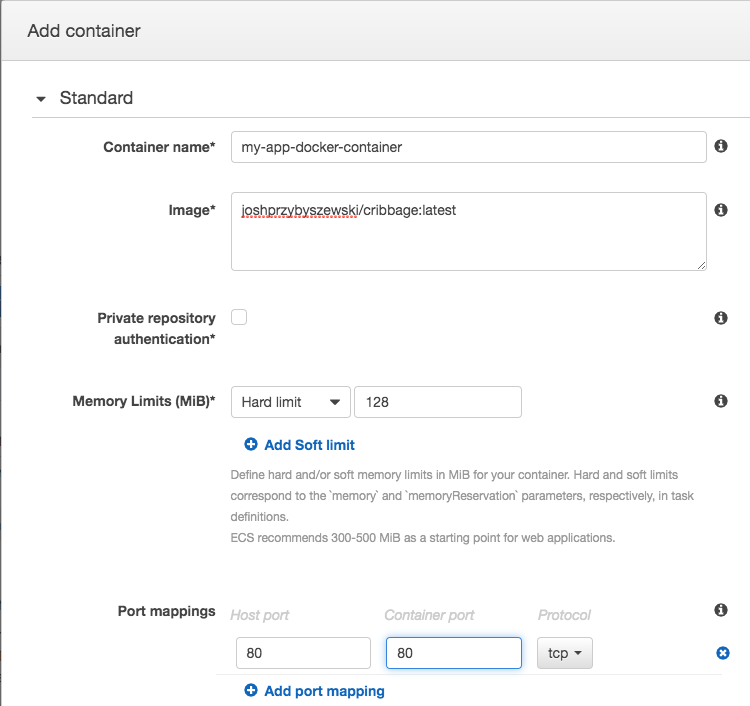 Add container
Standard
Container name*
my-app-docker-container
Image*
joshprzybyszewski/cribbage:latest
Private repository
authentication*
Memory Limits (MiB)*
Hard limit
128
Add Soft limit
Define hard and/or soft memory limits in MiB for your container. Hard and soft limits
correspond to the `memory` and `memoryReservation` parameters, respectively, in task
definitions.
ECS recommends 300-500 MiB as a starting point for web applications.
Port mappings
Host port
Container port
Protocol
80
80
tcp
Add port mapping